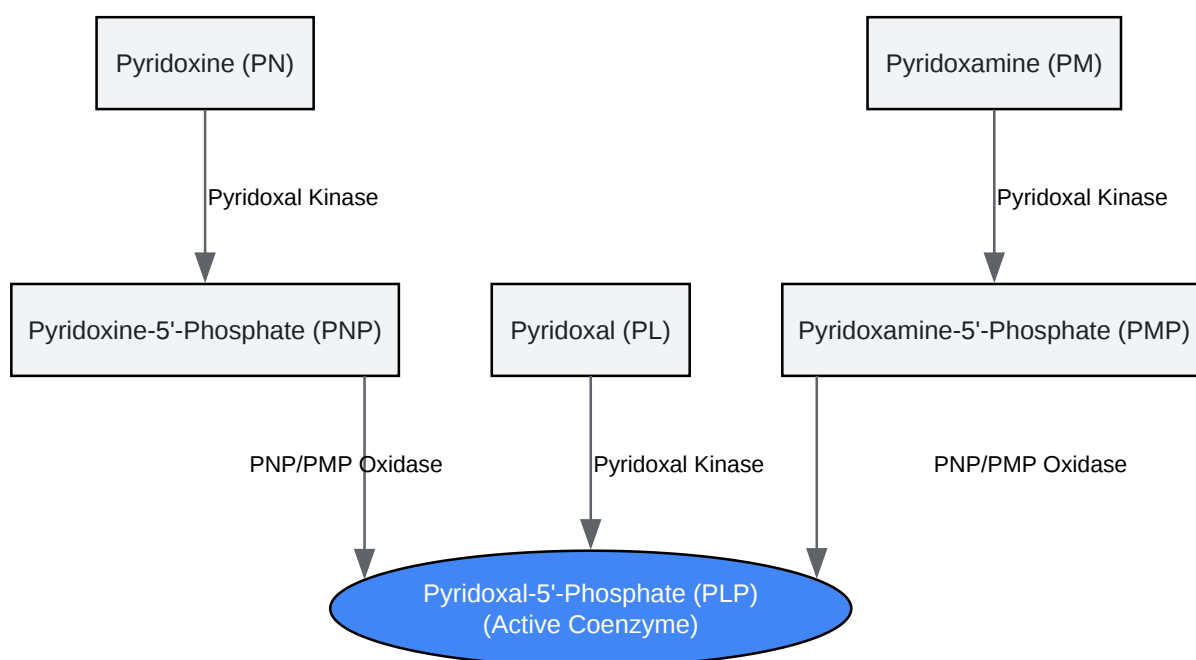 Pyridoxine (PN)
Pyridoxamine (PM)
Pyridoxal Kinase
Pyridoxal Kinase
Pyridoxine-5'-Phosphate (PNP)
Pyridoxal (PL)
Pyridoxamine-5'-Phosphate (PMP)
PNP/PMP Oxidase
Pyridoxal Kinase
PNP/PMP Oxidase
Pyridoxal-5'-Phosphate (PLP)
(Active Coenzyme)